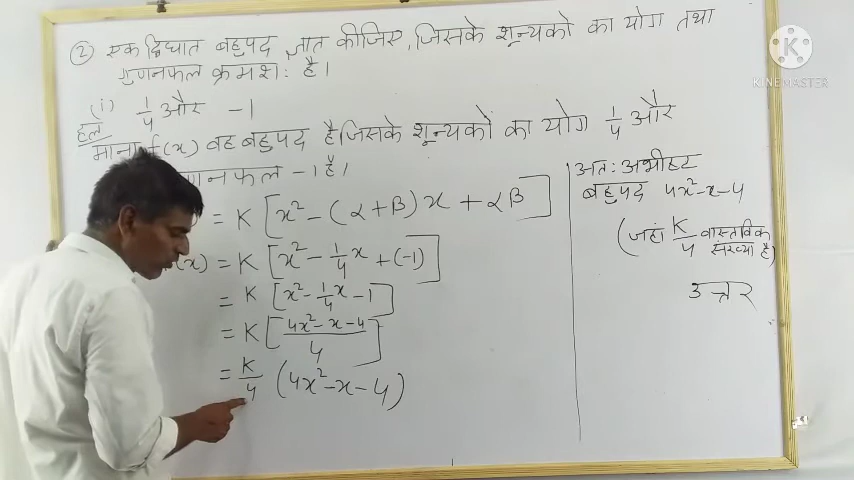 ② एक द्विघात बहुपद ज्ञात कीजिए, जिसके शून्यकों का योग तथा
गुणनफल क्रमश: है।
(i) 1/4 और -1
हल
माना f(x) वह बहुपद है जिसके शून्यकों का योग 1/4 और
णनफल -1 है।
= K [x² - (α + β) x + αβ]
(x) = K [x² - 1/4 x + (-1)]
= K [x² - 1/4 x - 1]
= K [(4x² - x - 4)/4]
= K/4 (4x² - x - 4)
अत: अभीष्ट
बहुपद 4x² - x - 4
(जहां K/4 वास्तविक
संख्या है)
उत्तर
K
KINEMASTER